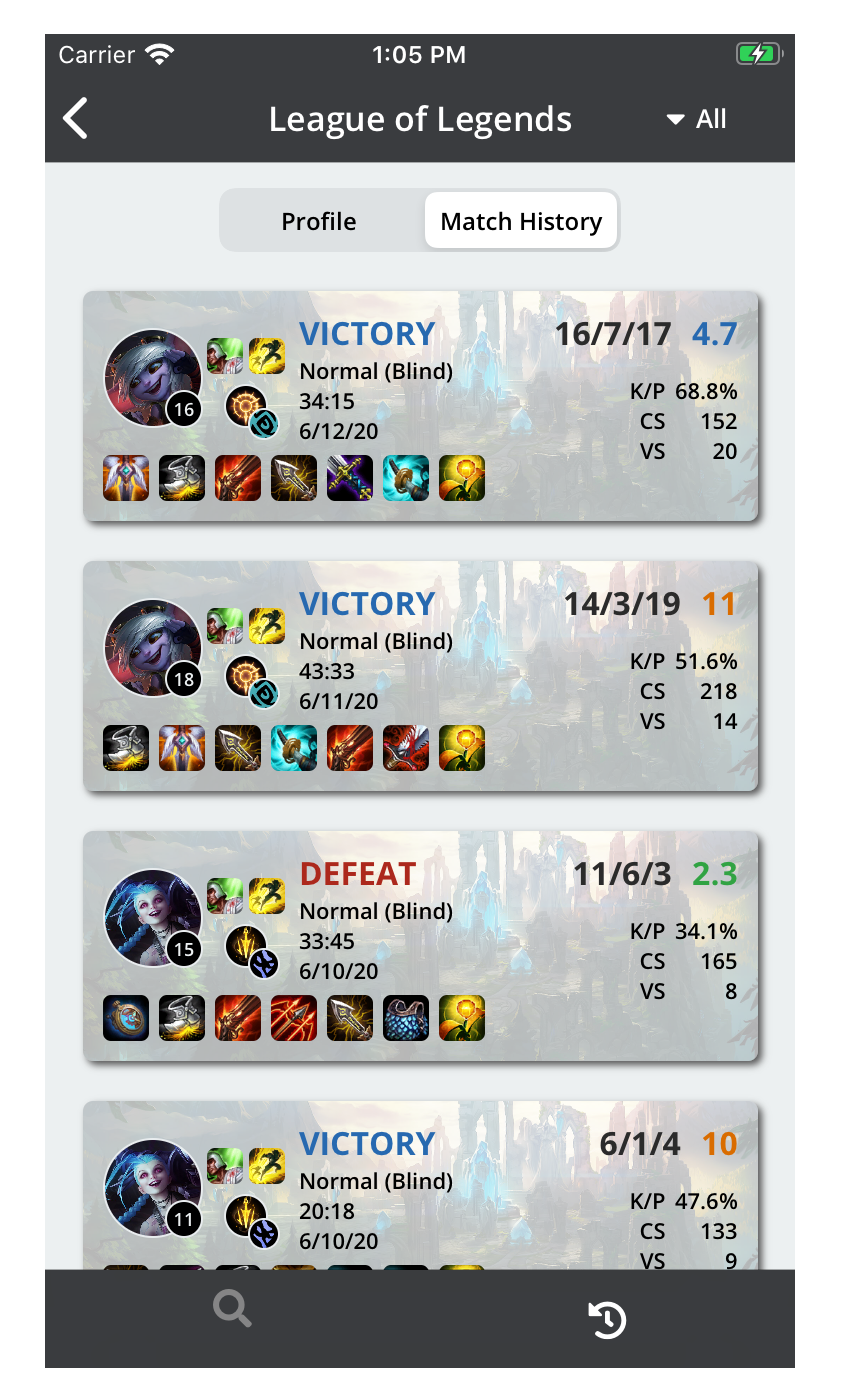 Carrier 1:05 PM
League of Legends All
Profile Match History
VICTORY 16/7/17 4.7
Normal (Blind)
K/P 68.8%
34:15
CS 152
16
6/12/20
VS 20
VICTORY 14/3/19 11
Normal (Blind)
K/P 51.6%
43:33
CS 218
18
6/11/20
VS 14
DEFEAT 11/6/3 2.3
Normal (Blind)
K/P 34.1%
33:45
CS 165
15
6/10/20
VS 8
VICTORY 6/1/4 10
Normal (Blind)
K/P 47.6%
20:18
CS 133
11
6/10/20
VS 9